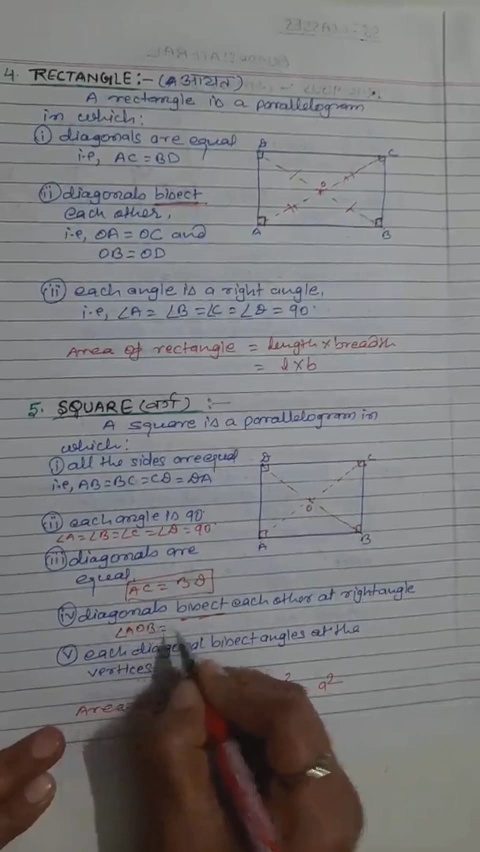 4. RECTANGLE:- (A आयत)
A rectangle is a parallelogram
in which:
(i) diagonals are equal
i.e, AC = BD
(ii) diagonals bisect
each other,
i.e, OA = OC and
OB = OD
(iii) each angle is a right angle,
i.e, ∠A = ∠B = ∠C = ∠D = 90°
D
C
O
A
B
Area of rectangle = length × breadth
= l × b
5. SQUARE (वर्ग) :-
A square is a parallelogram in
which:
(i) all the sides are equal
i.e, AB = BC = CD = DA
(ii) each angle is 90°
∠A = ∠B = ∠C = ∠D = 90°
(iii) diagonals are
equal,
AC = BD
D
C
O
A
B
(iv) diagonals bisect each other at rightangle
∠AOB =
(v) each diagonal bisect angles at the
vertices
Area = a²